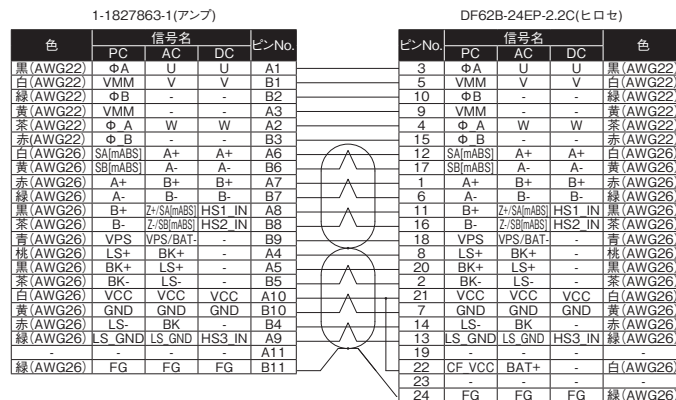 1-1827863-1(アンプ) DF62B-24EP-2.2C(ヒロセ)
色 信号名 ピンNo. ピンNo. 信号名 色
PC AC DC PC AC DC
黒(AWG22) ΦA U U A1 3 ΦA U U 黒(AWG22)
白(AWG22) VMM V V B1 5 VMM V V 白(AWG22)
緑(AWG22) ΦB - - B2 10 ΦB - - 緑(AWG22)
黄(AWG22) VMM - - A3 9 VMM - - 黄(AWG22)
茶(AWG22) Φ_A W W A2 4 Φ_A W W 茶(AWG22)
赤(AWG22) Φ_B - - B3 15 Φ_B - - 赤(AWG22)
白(AWG26) SA[mABS] A+ A+ A6 12 SA[mABS] A+ A+ 白(AWG26)
黄(AWG26) SB[mABS] A- A- B6 17 SB[mABS] A- A- 黄(AWG26)
赤(AWG26) A+ B+ B+ A7 1 A+ B+ B+ 赤(AWG26)
緑(AWG26) A- B- B- B7 6 A- B- B- 緑(AWG26)
黒(AWG26) B+ Z+/SA[mABS] HS1_IN A8 11 B+ Z+/SA[mABS] HS1_IN 黒(AWG26)
茶(AWG26) B- Z-/SB[mABS] HS2_IN B8 16 B- Z-/SB[mABS] HS2_IN 茶(AWG26)
青(AWG26) VPS VPS/BAT- - B9 18 VPS VPS/BAT- - 青(AWG26)
桃(AWG26) LS+ BK+ - A4 8 LS+ BK+ - 桃(AWG26)
黒(AWG26) BK+ LS+ - A5 20 BK+ LS+ - 黒(AWG26)
茶(AWG26) BK- LS- - B5 2 BK- LS- - 茶(AWG26)
白(AWG26) VCC VCC VCC A10 21 VCC VCC VCC 白(AWG26)
黄(AWG26) GND GND GND B10 7 GND GND GND 黄(AWG26)
赤(AWG26) LS- BK - B4 14 LS- BK - 赤(AWG26)
緑(AWG26) LS_GND LS_GND HS3_IN A9 13 LS_GND LS_GND HS3_IN 緑(AWG26)
- - - - A11 19 - - - -
緑(AWG26) FG FG FG B11 22 CF_VCC BAT+ - 白(AWG26)
23 - - - -
24 FG FG FG 緑(AWG26)